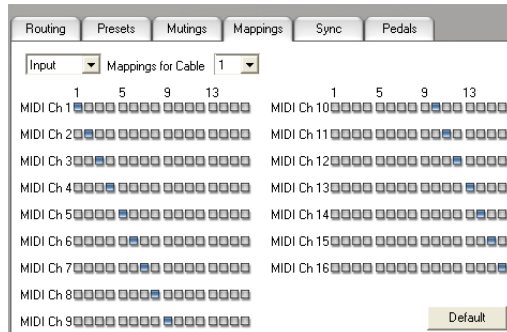 Routing Presets Mutings Mappings Sync Pedals
Input Mappings for Cable 1
1 5 9 13 1 5 9 13
MIDI Ch 1 MIDI Ch 10
MIDI Ch 2 MIDI Ch 11
MIDI Ch 3 MIDI Ch 12
MIDI Ch 4 MIDI Ch 13
MIDI Ch 5 MIDI Ch 14
MIDI Ch 6 MIDI Ch 15
MIDI Ch 7 MIDI Ch 16
MIDI Ch 8
MIDI Ch 9 Default